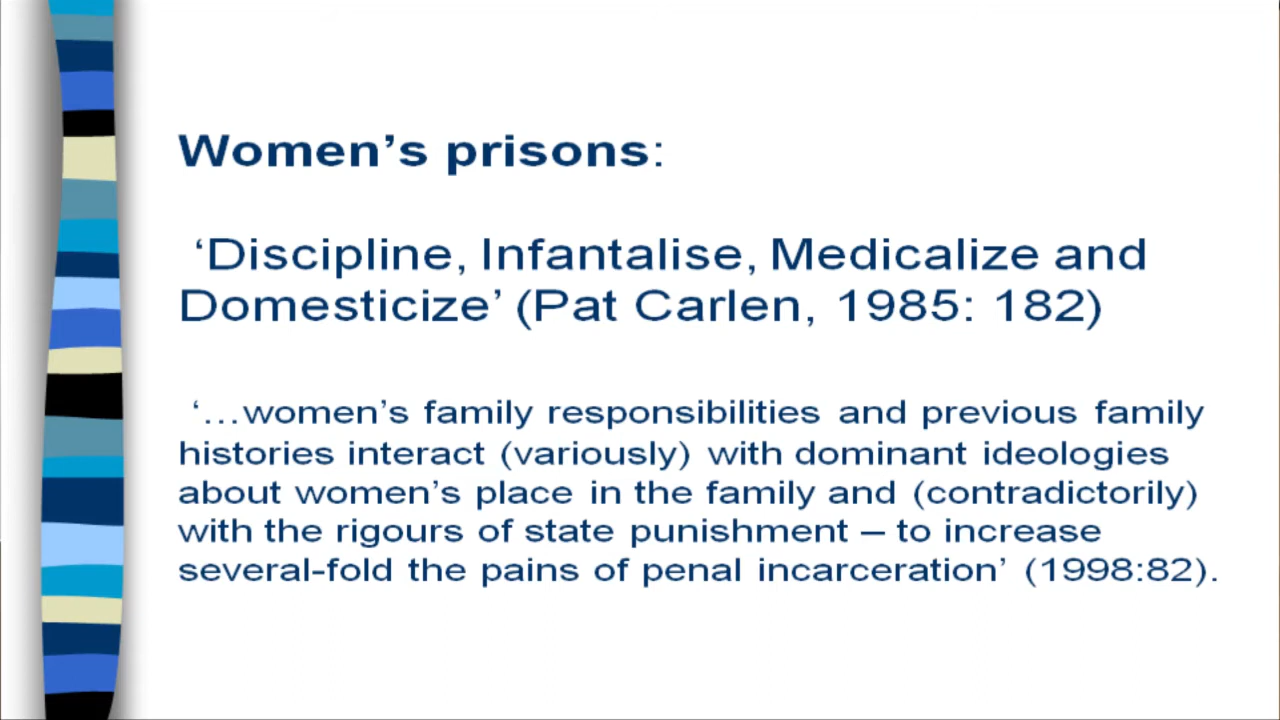 Women’s prisons:
‘Discipline, Infantalise, Medicalize and
Domesticize’ (Pat Carlen, 1985: 182)
‘…women’s family responsibilities and previous family
histories interact (variously) with dominant ideologies
about women’s place in the family and (contradictorily)
with the rigours of state punishment – to increase
several-fold the pains of penal incarceration’ (1998:82).